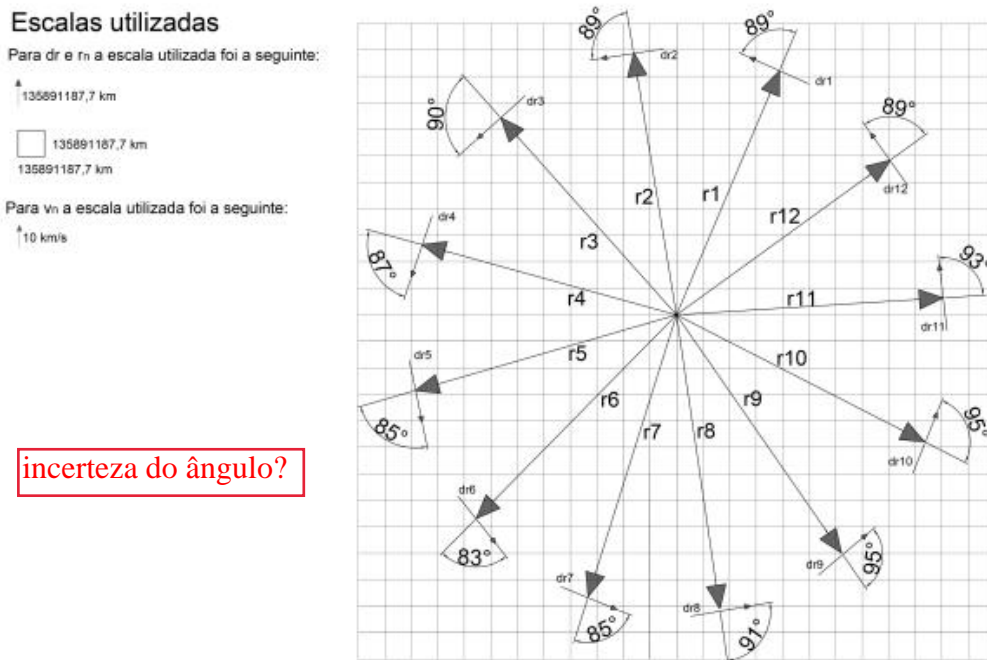 Escalas utilizadas
Para dr e rn a escala utilizada foi a seguinte:
135891187,7 km
135891187,7 km
135891187,7 km
Para vn a escala utilizada foi a seguinte:
10 km/s
incerteza do ângulo?
89°
dr2
89°
dr1
90°
dr3
89°
dr12
r2
r1
r12
r3
dr4
87°
r4
93°
r11
dr11
dr5
r5
r10
85°
r6
r9
95°
r7
r8
dr10
dr6
83°
95°
dr9
dr7
85°
dr8
91°